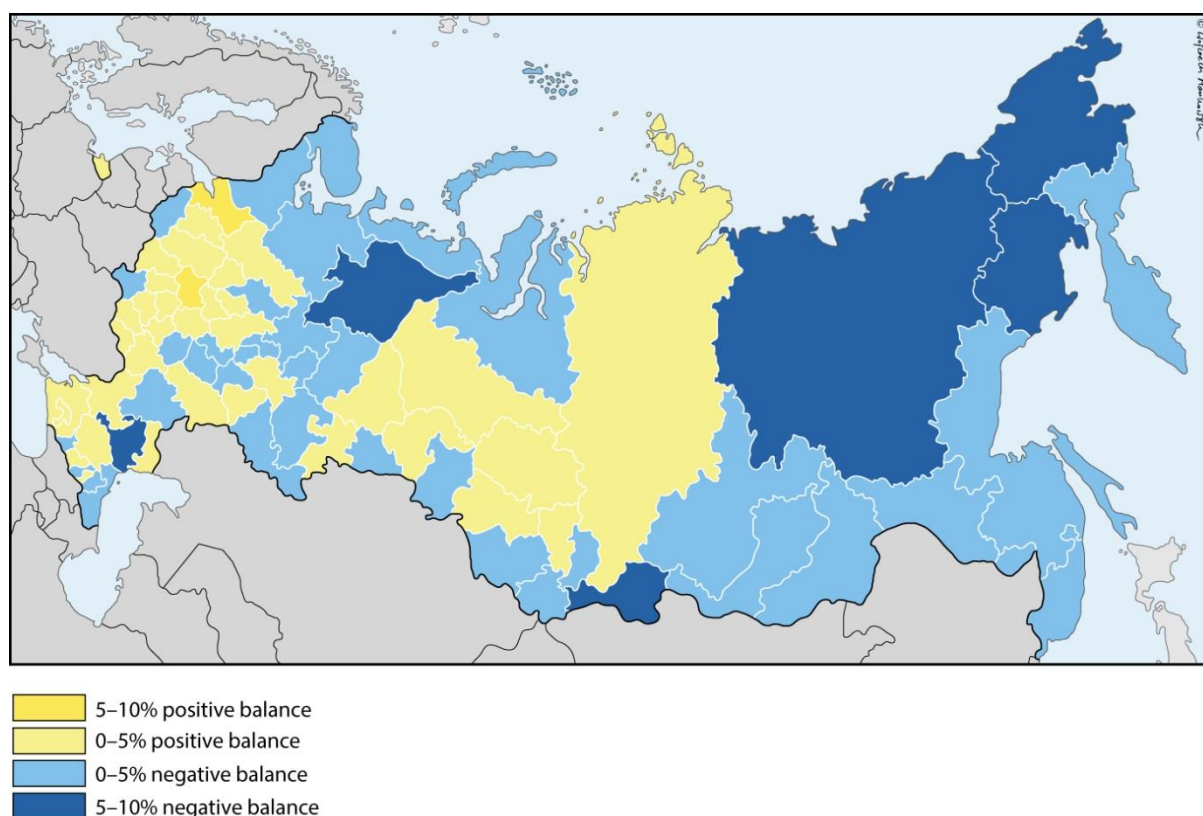 5–10% positive balance
0–5% positive balance
0–5% negative balance
5–10% negative balance